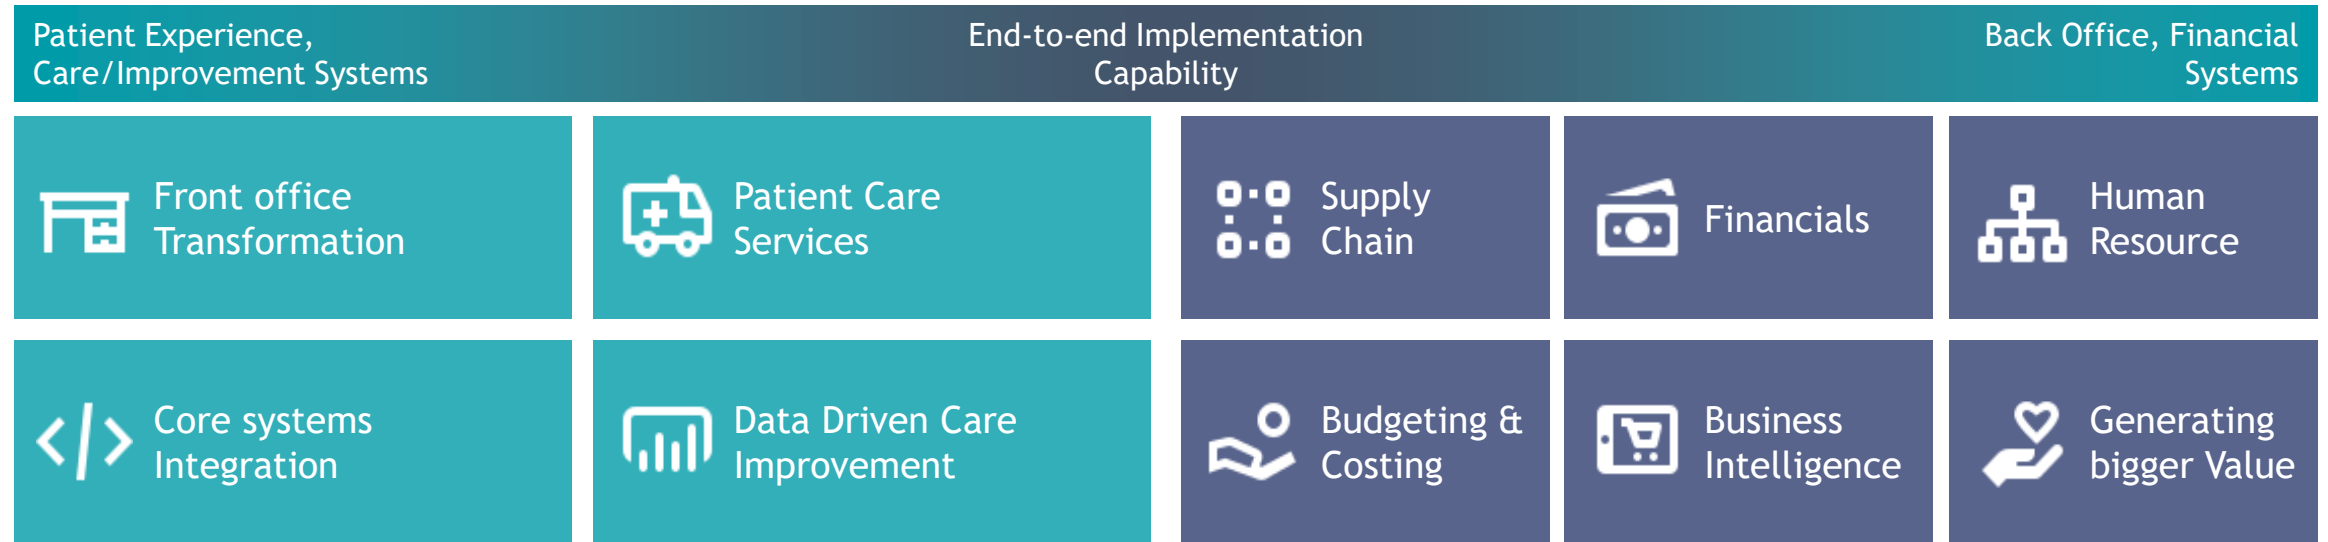 Patient Experience,
Care/Improvement Systems
End-to-end Implementation
Capability
Back Office, Financial
Systems
Front office
Transformation
Patient Care
Services
Supply
Chain
Financials
Human
Resource
Core systems
Integration
Data Driven Care
Improvement
Budgeting &
Costing
Business
Intelligence
Generating
bigger Value